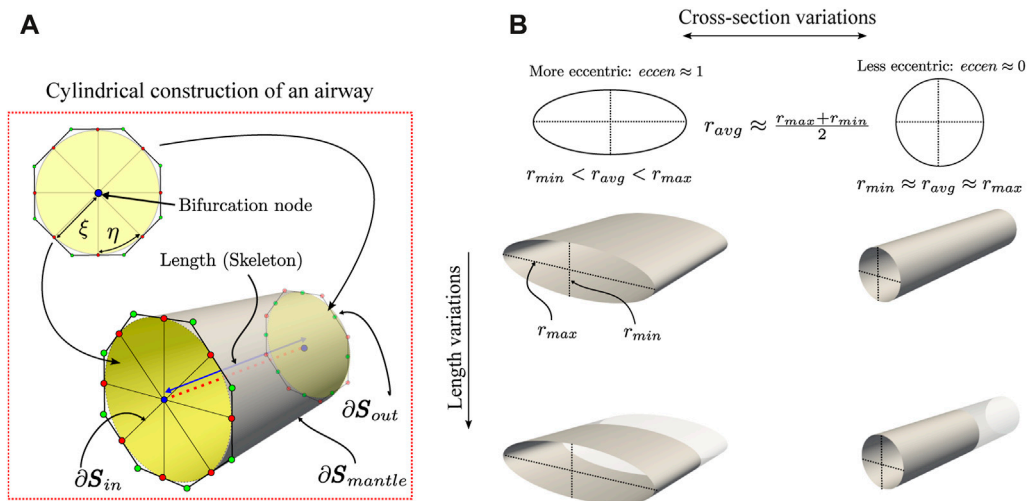 A
Cylindrical construction of an airway
Bifurcation node
ξ
η
Length (Skeleton)
∂S_out
∂S_in
∂S_mantle
B
Cross-section variations
More eccentric: eccen ≈ 1
Less eccentric: eccen ≈ 0
r_avg ≈ \frac{r_max+r_min}{2}
r_min < r_avg < r_max
r_min ≈ r_avg ≈ r_max
Length variations
r_max
r_min